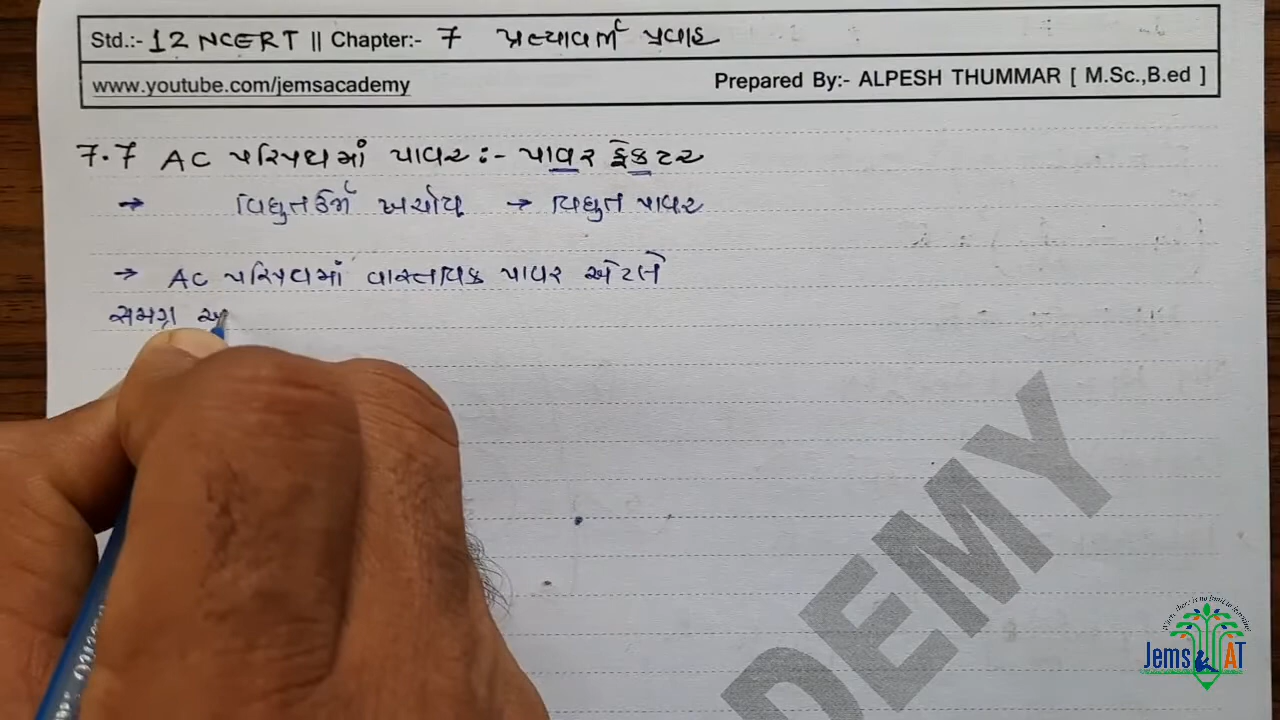 Std.:- 12 NCERT || Chapter:- 7 પ્રત્યાવર્તી પ્રવાહ
www.youtube.com/jemsacademy Prepared By:- ALPESH THUMMAR [ M.Sc.,B.ed ]
7.7 AC પરિપથમાં પાવર :- પાવર ફેક્ટર
→ વિદ્યુતઊર્જા → વિદ્યુત પાવર
→ AC પરિપથમાં વાસ્તવિક પાવર એટલે
સમગ્ર
DEMY
Jems AT